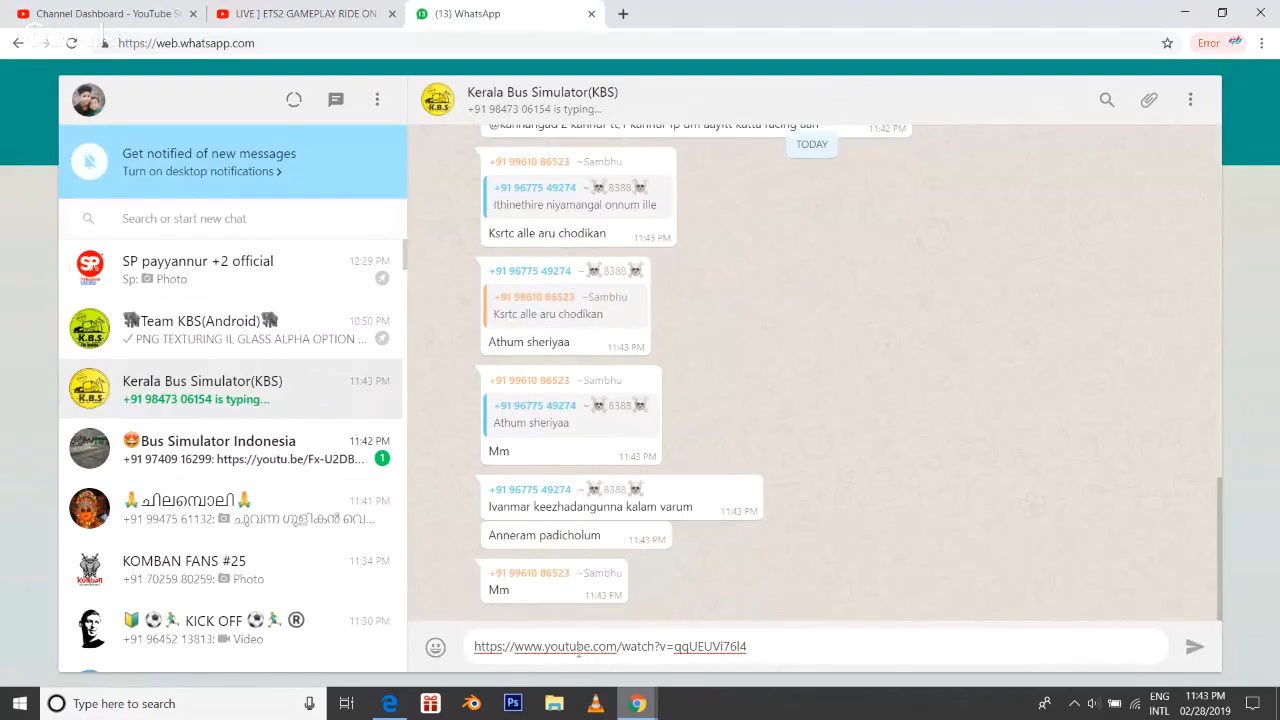 Channel Dashboard - YouTube St
LIVE ] ETS2 GAMEPLAY RIDE ON
(13) WhatsApp
https://web.whatsapp.com
Error
Get notified of new messages
Turn on desktop notifications >
Search or start new chat
SP payyannur +2 official
12:29 PM
Sp: Photo
Team KBS(Android)
10:50 PM
✓ PNG TEXTURING IL GLASS ALPHA OPTION ...
Kerala Bus Simulator(KBS)
11:43 PM
+91 98473 06154 is typing...
🤩Bus Simulator Indonesia
11:42 PM
+91 97409 16299: https://youtu.be/Fx-U2DB...
1
🙏ചിലമ്പൊലി🙏
11:41 PM
+91 99475 61132: ചുവന്ന ഗുളികൻ വെ...
KOMBAN FANS #25
11:34 PM
+91 70259 80259: Photo
🔰 ⚽🏃 KICK OFF ⚽🏃 ®
11:30 PM
+91 96452 13813: Video
Kerala Bus Simulator(KBS)
+91 98473 06154 is typing...
11:42 PM
TODAY
+91 99610 86523 ~Sambhu
+91 96775 49274 ~☠8388☠
Ithinethire niyamangal onnum ille
Ksrtc alle aru chodikan
11:43 PM
+91 96775 49274 ~☠8388☠
+91 99610 86523 ~Sambhu
Ksrtc alle aru chodikan
Athum sheriyaa
11:43 PM
+91 99610 86523 ~Sambhu
+91 96775 49274 ~☠8388☠
Athum sheriyaa
Mm
11:43 PM
+91 96775 49274 ~☠8388☠
Ivanmar keezhadangunna kalam varum
11:43 PM
Anneram padicholum
11:43 PM
+91 99610 86523 ~Sambhu
Mm
11:43 PM
https://www.youtube.com/watch?v=qqUEUVi76l4
Type here to search
ENG
INTL
11:43 PM
02/28/2019